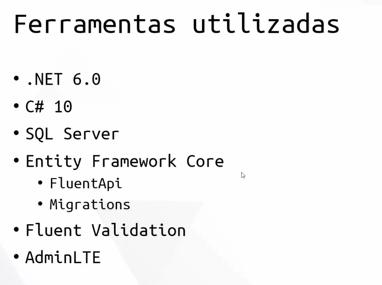 Ferramentas utilizadas
• .NET 6.0
• C# 10
• SQL Server
• Entity Framework Core
• FluentApi
• Migrations
• Fluent Validation
• AdminLTE